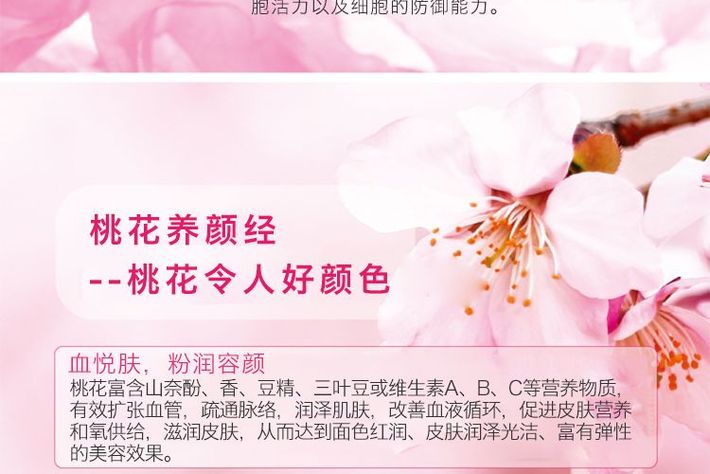 胞活力以及细胞的防御能力。
桃花养颜经
--桃花令人好颜色
血悦肤，粉润容颜
桃花富含山奈酚、香、豆精、三叶豆或维生素A、B、C等营养物质，
有效扩张血管，疏通脉络，润泽肌肤，改善血液循环，促进皮肤营养
和氧供给，滋润皮肤，从而达到面色红润、皮肤润泽光洁、富有弹性
的美容效果。